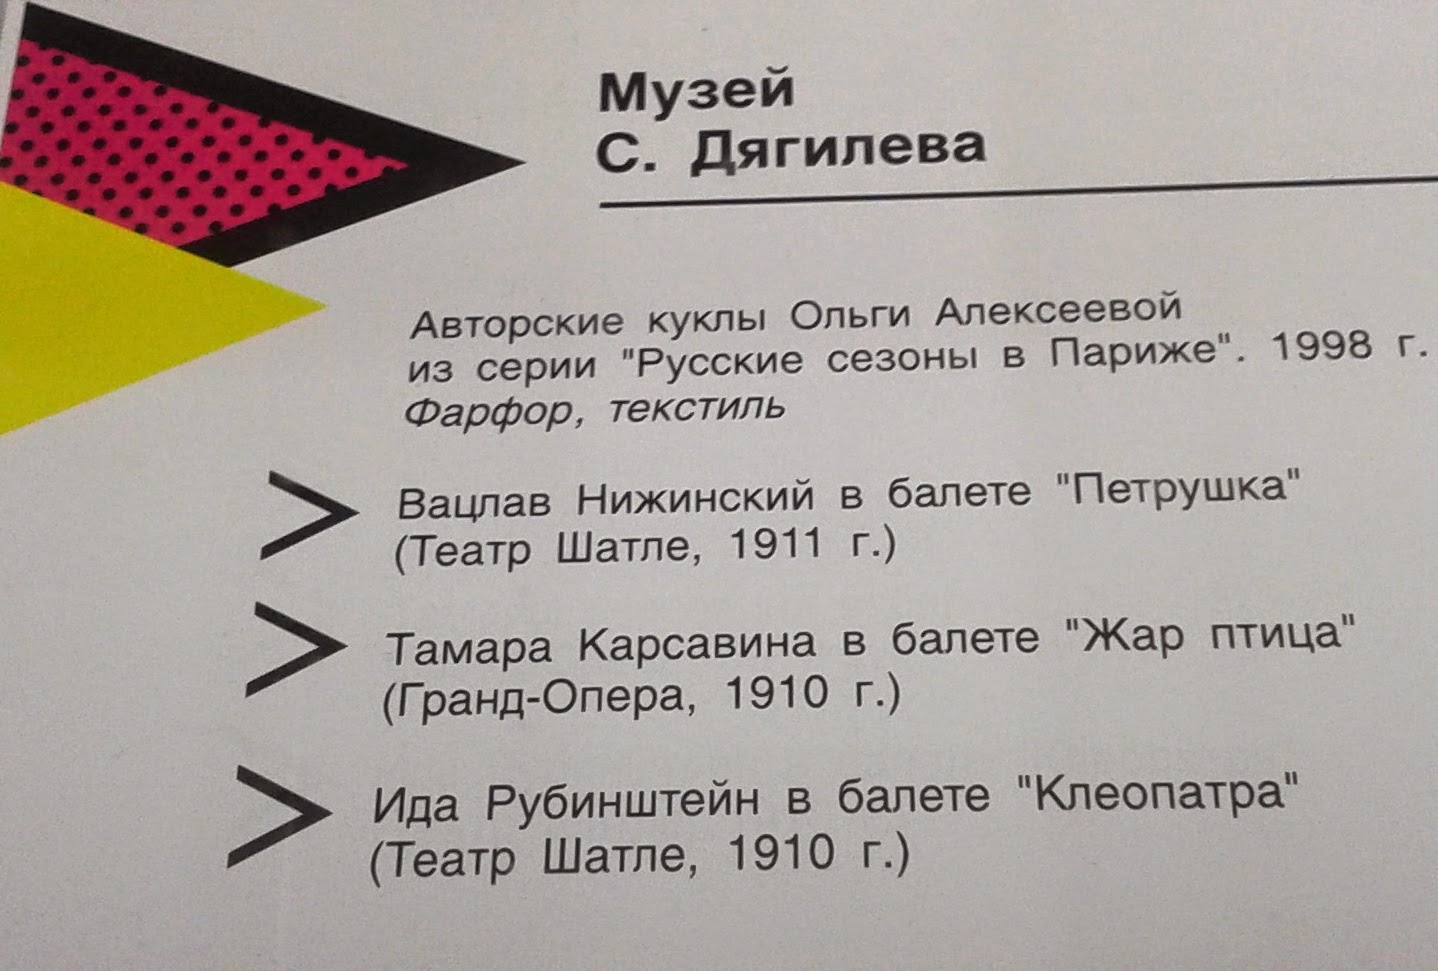 Музей
С. Дягилева
Авторские куклы Ольги Алексеевой
из серии "Русские сезоны в Париже". 1998 г.
Фарфор, текстиль
Вацлав Нижинский в балете "Петрушка"
(Театр Шатле, 1911 г.)
Тамара Карсавина в балете "Жар птица"
(Гранд-Опера, 1910 г.)
Ида Рубинштейн в балете "Клеопатра"
(Театр Шатле, 1910 г.)